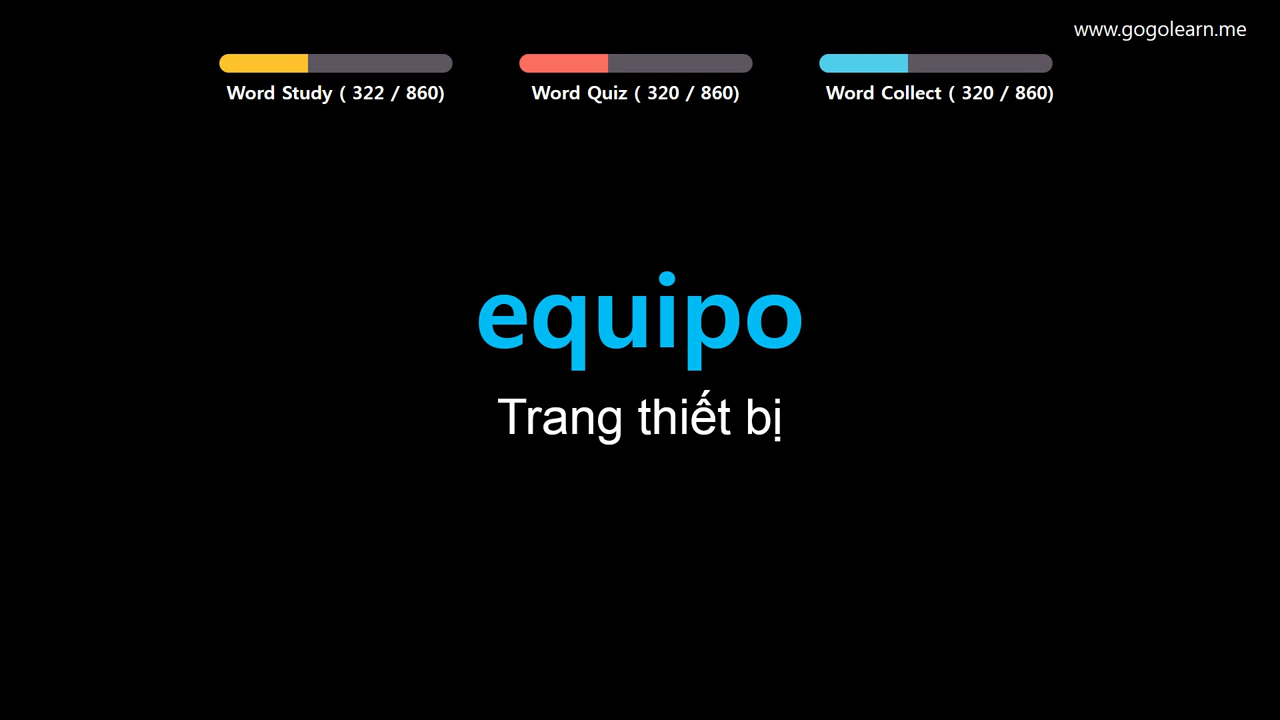 www.gogolearn.me
Word Study ( 322 / 860)
Word Quiz ( 320 / 860)
Word Collect ( 320 / 860)
equipo
Trang thiết bị